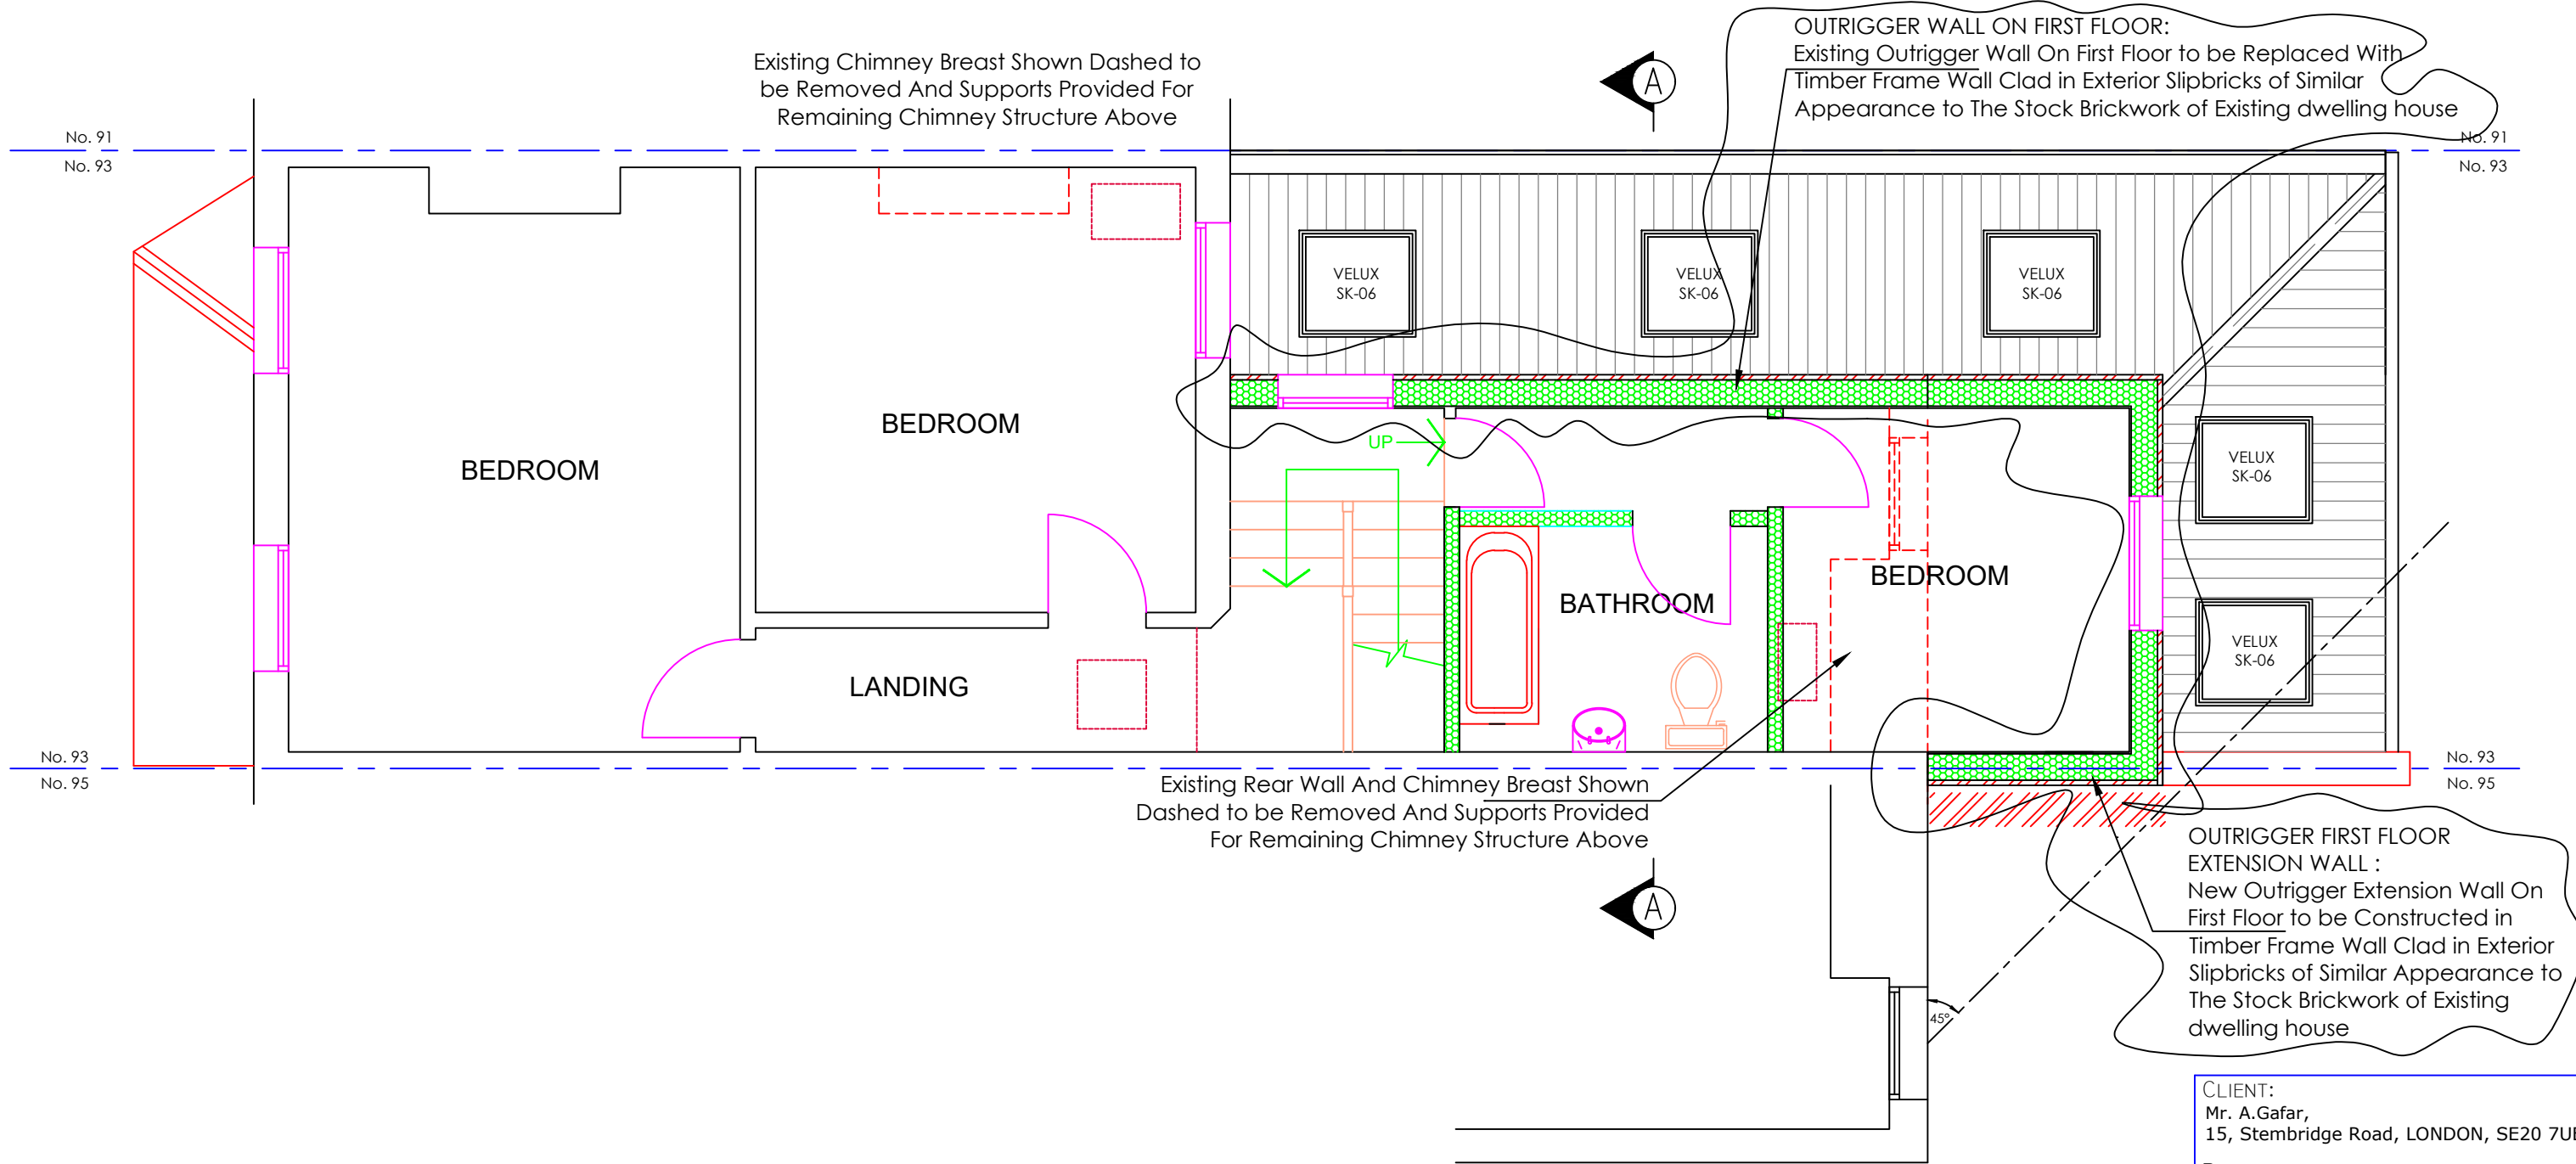 OUTRIGGER WALL ON FIRST FLOOR:
Existing Outrigger Wall On First Floor to be Replaced With
Timber Frame Wall Clad in Exterior Slipbricks of Similar
Appearance to The Stock Brickwork of Existing dwelling house
Existing Chimney Breast Shown Dashed to
be Removed And Supports Provided For
Remaining Chimney Structure Above
A
No. 91
No. 93
No. 91
No. 93
VELUX
SK-06
VELUX
SK-06
VELUX
SK-06
BEDROOM
BEDROOM
UP
VELUX
SK-06
BEDROOM
BATHROOM
VELUX
SK-06
LANDING
No. 93
No. 95
No. 93
No. 95
Existing Rear Wall And Chimney Breast Shown
Dashed to be Removed And Supports Provided
For Remaining Chimney Structure Above
A
OUTRIGGER FIRST FLOOR
EXTENSION WALL :
New Outrigger Extension Wall On
First Floor to be Constructed in
Timber Frame Wall Clad in Exterior
Slipbricks of Similar Appearance to
The Stock Brickwork of Existing
dwelling house
45°
CLIENT:
Mr. A.Gafar,
15, Stembridge Road, LONDON, SE20